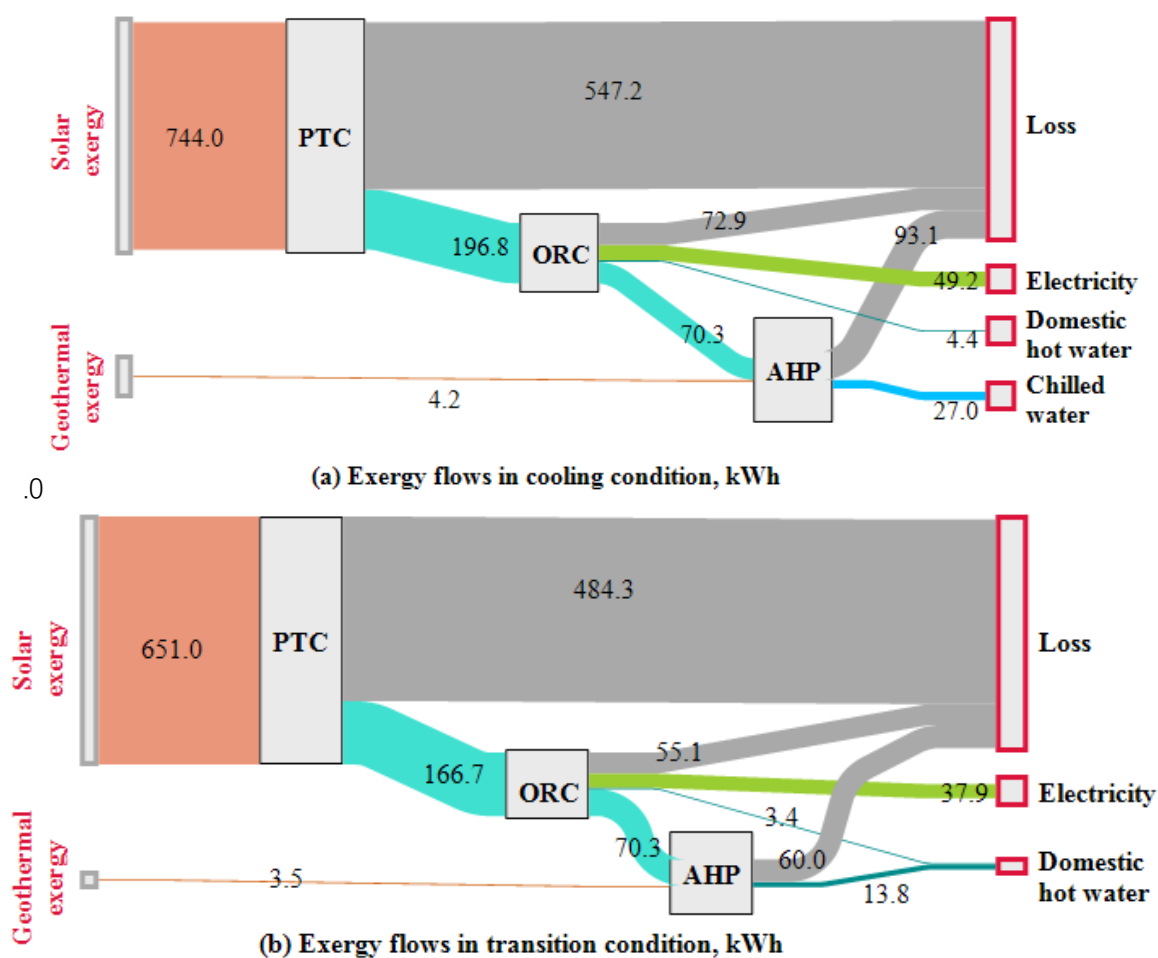 Solar
exergy
744.0
PTC
547.2
Loss
72.9
93.1
196.8
ORC
49.2
Electricity
Domestic
hot water
4.4
70.3
AHP
Geothermal
exergy
4.2
Chilled
water
27.0
(a) Exergy flows in cooling condition, kWh
.0
Solar
exergy
651.0
PTC
484.3
Loss
55.1
166.7
ORC
37.9
Electricity
3.4
70.3
AHP
60.0
Domestic
hot water
13.8
Geothermal
exergy
3.5
(b) Exergy flows in transition condition, kWh